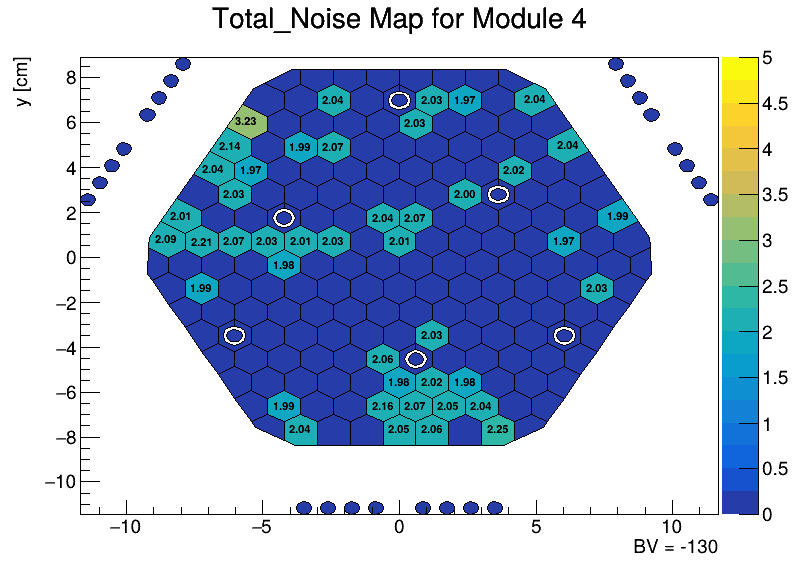 Total_Noise Map for Module 4
y [cm]
8
6
4
2
0
−2
−4
−6
−8
−10
2.04 2.03 1.97 2.04
3.23 2.03
2.14 1.99 2.07 2.04
2.04 1.97 2.02
2.03 2.00
2.01 2.04 2.07 1.99
2.09 2.21 2.07 2.03 2.01 2.03 2.01 1.97
1.98
1.99 2.03
2.03
2.06
1.98 2.02 1.98
1.99 2.16 2.07 2.05 2.04
2.04 2.05 2.06 2.25
5
4.5
4
3.5
3
2.5
2
1.5
1
0.5
0
−10 −5 0 5 10
BV = -130